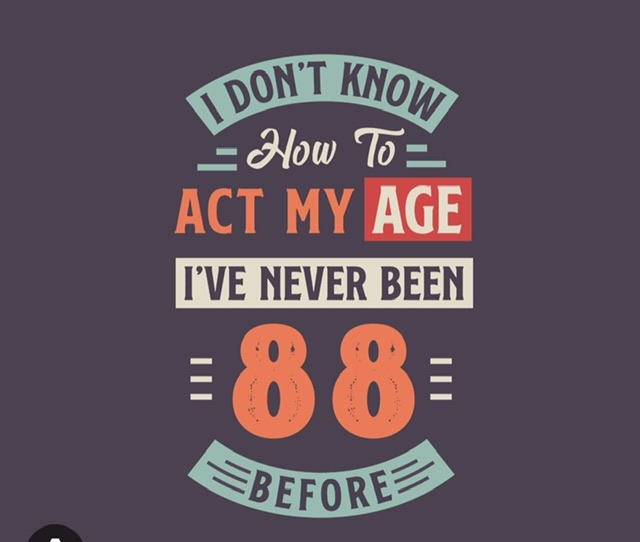 I DON'T KNOW
How To
ACT MY AGE
I'VE NEVER BEEN
88
BEFORE